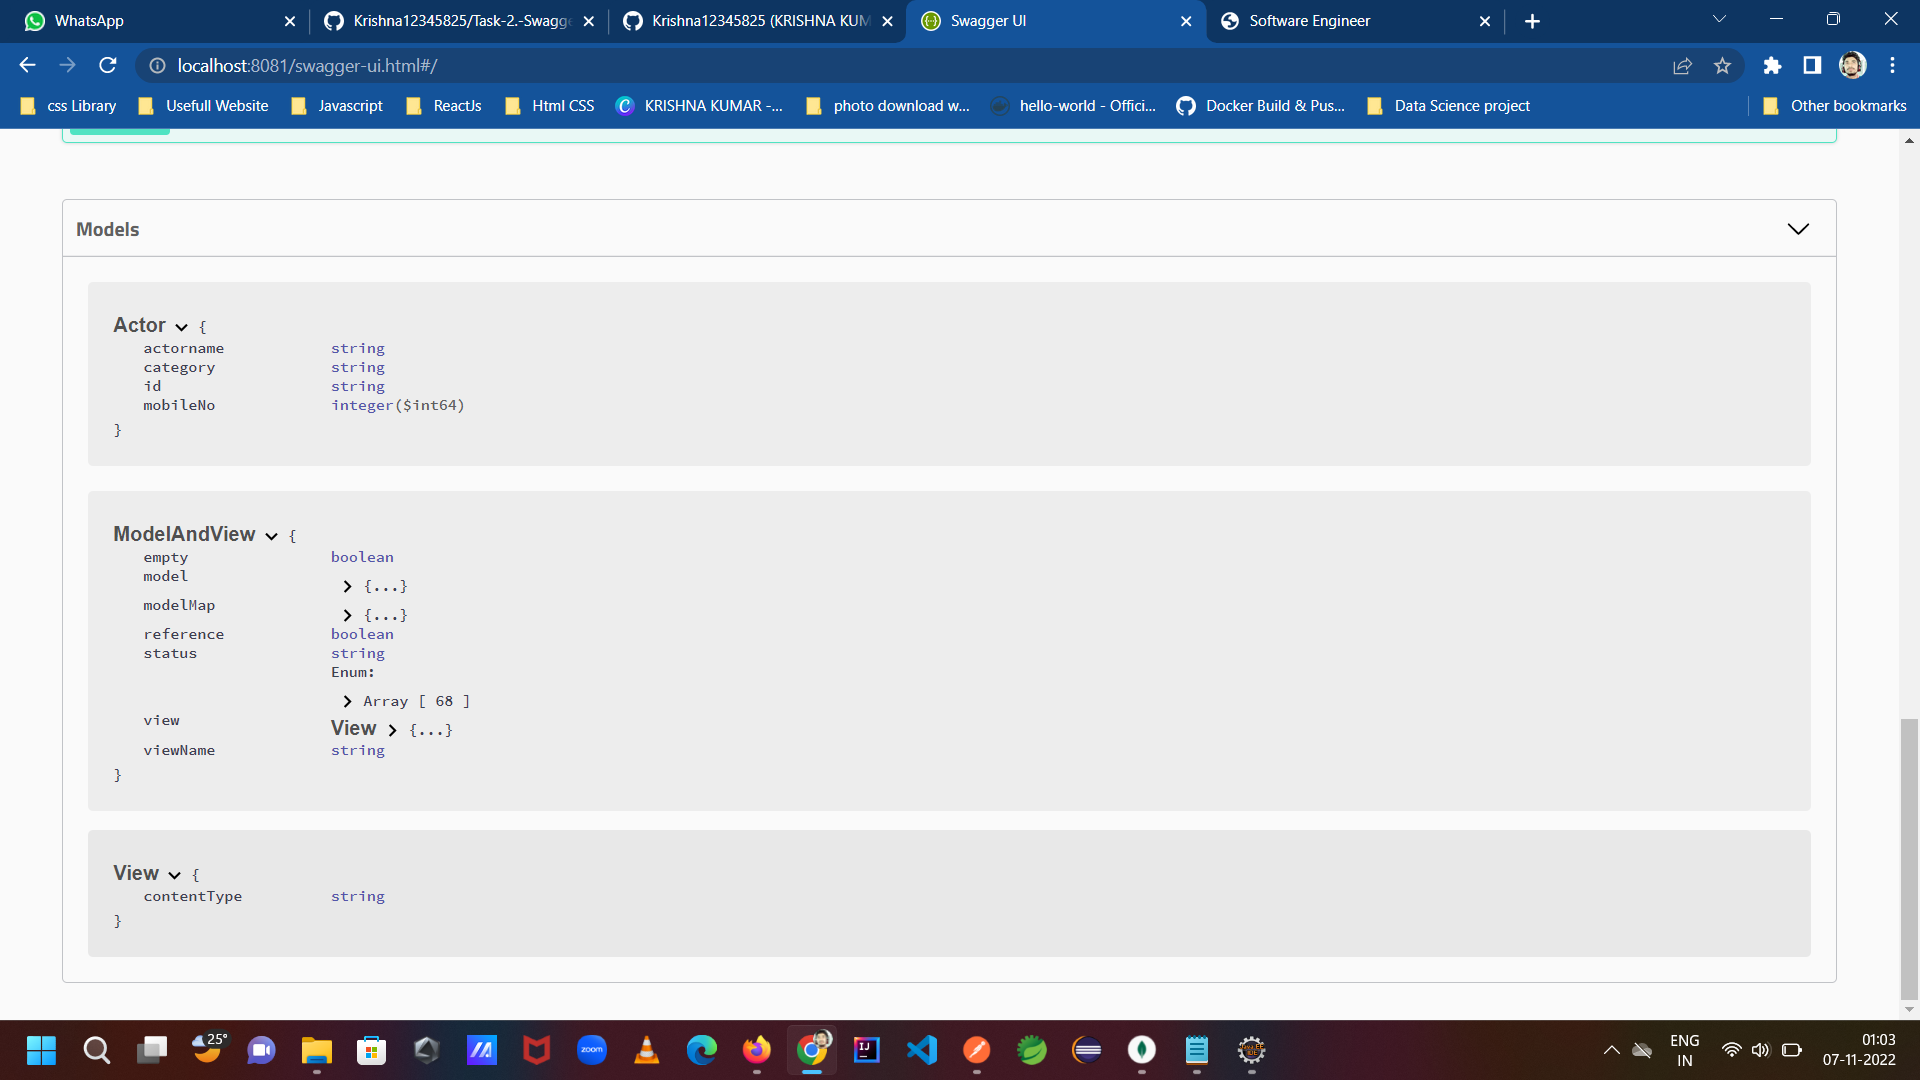 WhatsApp
Krishna12345825/Task-2.-Swagge
Krishna12345825 (KRISHNA KUM
Swagger UI
Software Engineer
localhost:8081/swagger-ui.html#/
css Library
Usefull Website
Javascript
ReactJs
Html CSS
KRISHNA KUMAR -...
photo download w...
hello-world - Offici...
Docker Build & Pus...
Data Science project
Other bookmarks
Models
Actor {
actorname string
category string
id string
mobileNo integer($int64)
}
ModelAndView {
empty boolean
model {...}
modelMap {...}
reference boolean
status string
Enum:
Array [ 68 ]
view View {...}
viewName string
}
View {
contentType string
}
25°
zoom
IJ
ENG
IN
01:03
07-11-2022